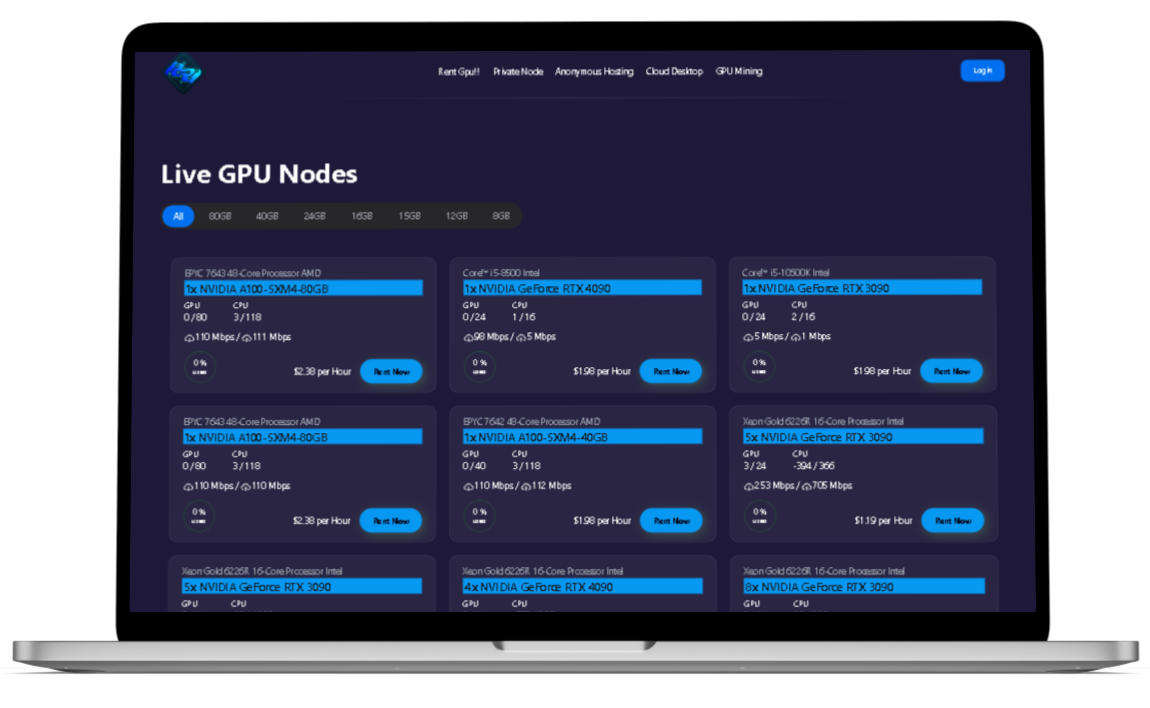 Rent Gpu!! Private Node Anonymous Hosting Cloud Desktop GPU Mining Log in
Live GPU Nodes
All 80GB 40GB 24GB 16GB 15GB 12GB 8GB
EPYC 7643 48-Core Processor AMD
1x NVIDIA A100-SXM4-80GB
GPU CPU
0/80 3/118
110 Mbps / 111 Mbps
0 %
USED
$2.38 per Hour Rent Now
Core™ i5-8500 Intel
1x NVIDIA GeForce RTX 4090
GPU CPU
0/24 1/16
98 Mbps / 5 Mbps
0 %
USED
$1.98 per Hour Rent Now
Core™ i5-10500K Intel
1x NVIDIA GeForce RTX 3090
GPU CPU
0/24 2/16
5 Mbps / 1 Mbps
0 %
USED
$1.98 per Hour Rent Now
EPYC 7643 48-Core Processor AMD
1x NVIDIA A100-SXM4-80GB
GPU CPU
0/80 3/118
110 Mbps / 110 Mbps
0 %
USED
$2.38 per Hour Rent Now
EPYC 7642 48-Core Processor AMD
1x NVIDIA A100-SXM4-40GB
GPU CPU
0/40 3/118
110 Mbps / 112 Mbps
0 %
USED
$1.98 per Hour Rent Now
Xeon Gold 6226R 16-Core Processor Intel
5x NVIDIA GeForce RTX 3090
GPU CPU
3/24 -394/366
253 Mbps / 705 Mbps
0 %
USED
$1.19 per Hour Rent Now
Xeon Gold 6226R 16-Core Processor Intel
5x NVIDIA GeForce RTX 3090
GPU CPU
Xeon Gold 6226R 16-Core Processor Intel
4x NVIDIA GeForce RTX 4090
GPU CPU
Xeon Gold 6226R 16-Core Processor Intel
8x NVIDIA GeForce RTX 3090
GPU CPU